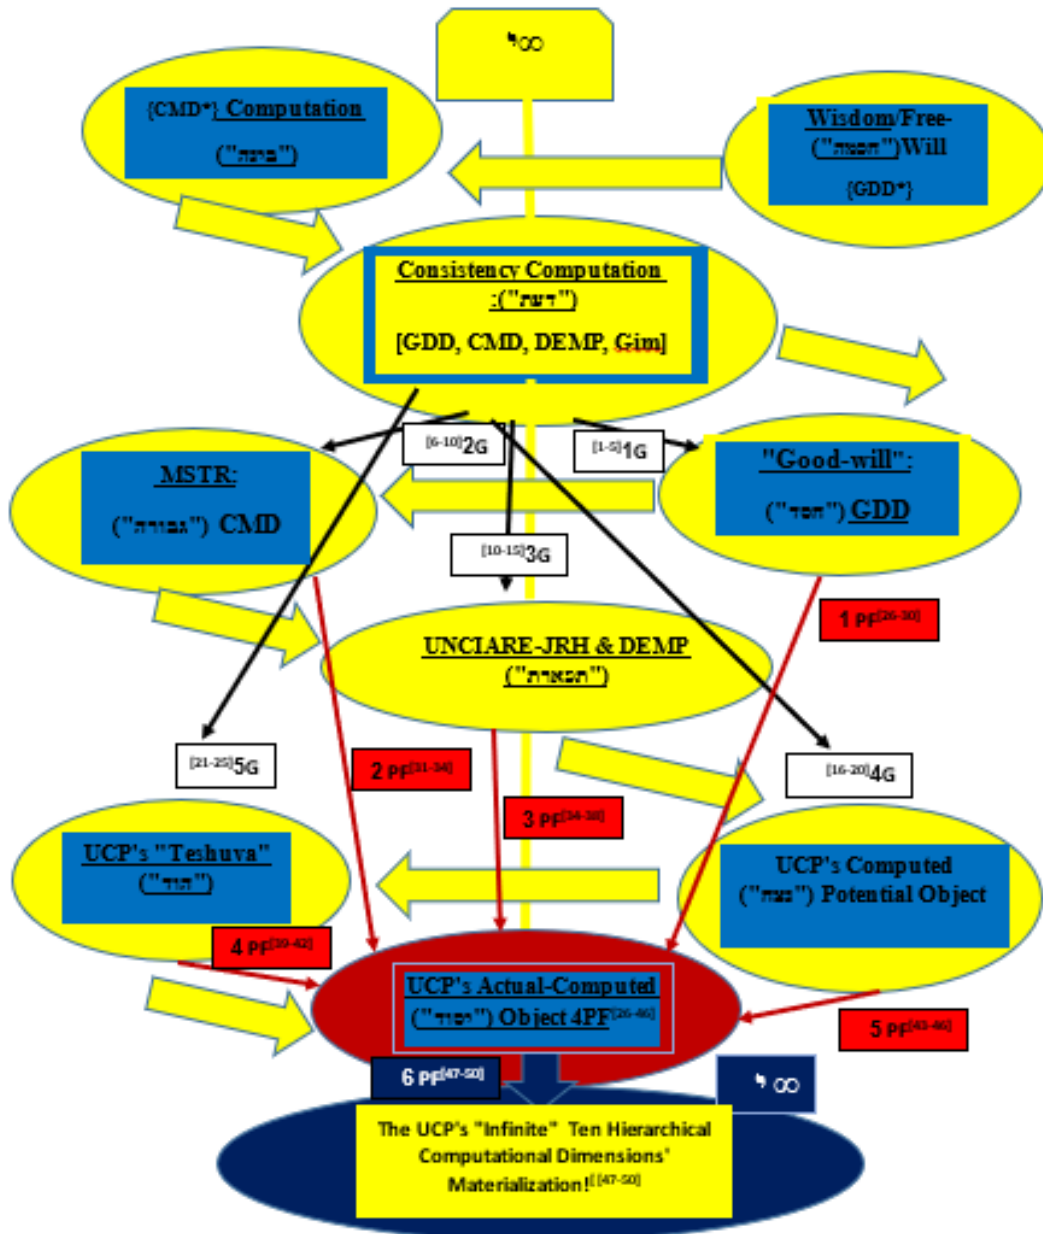 י∞
{CMD*} Computation
("בינה")
Wisdom/Free-
("חכמה")Will
{GDD*}
Consistency Computation
:("דעת")
[GDD, CMD, DEMP, Gim]
[6-10]2G
[1-5]1G
MSTR:
("גבורה") CMD
"Good-will":
("חסד") GDD
[10-15]3G
1 PF[26-30]
UNCIARE-JRH & DEMP
("תפארת")
[21-25]5G
2 PF[31-34]
[16-20]4G
3 PF[34-38]
UCP's "Teshuva"
("הוד")
UCP's Computed
("נצח") Potential Object
4 PF[39-42]
UCP's Actual-Computed
("יסוד") Object 4PF[26-46]
5 PF[43-46]
6 PF[47-50]
י ∞
The UCP's "Infinite" Ten Hierarchical
Computational Dimensions'
Materialization![[47-50]